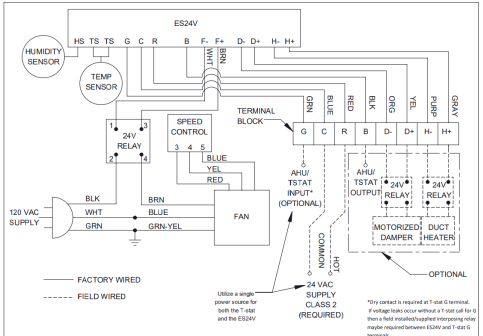 ES24V
HS TS TS G C R B F- F+ D- D+ H- H+
HUMIDITY
SENSOR
TEMP
SENSOR
WHT
BRN
GRN
BLUE
RED
BLK
ORG
YEL
PURP
GRAY
TERMINAL
BLOCK
G C R B D- D+ H- H+
1 3
24V
RELAY
2 4
SPEED
CONTROL
3 4 5
BLUE
YEL
RED
AHU/
TSTAT
INPUT*
(OPTIONAL)
AHU/
TSTAT
OUTPUT
24V
RELAY
24V
RELAY
MOTORIZED
DAMPER
DUCT
HEATER
120 VAC
SUPPLY
BLK
WHT
GRN
BRN
BLUE
GRN-YEL
FAN
COMMON
HOT
24 VAC
SUPPLY
CLASS 2
(REQUIRED)
OPTIONAL
FACTORY WIRED
FIELD WIRED
Utilize a single
power source for
both the T-stat
and the ES24V
*Dry contact is required at T-stat G terminal.
If voltage leaks occur without a T-stat call for G
then a field installed/supplied interposing relay
maybe required between ES24V and T-stat G
terminals